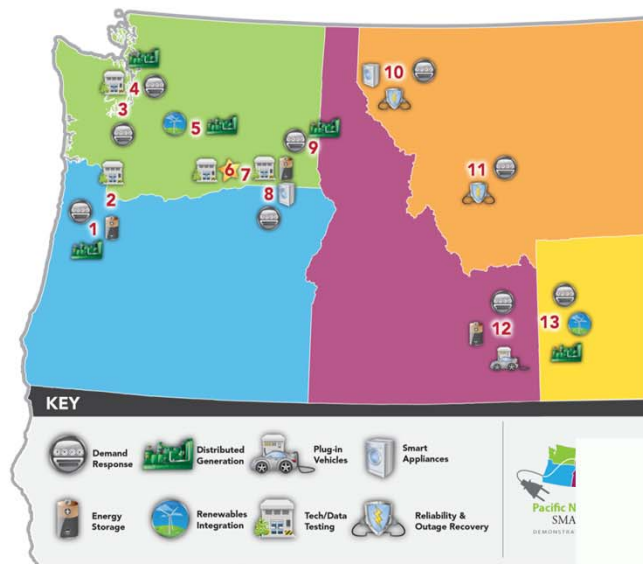 4
10
3
5
9
6
7
11
2
8
1
12
13
KEY
Demand
Response
Distributed
Generation
Plug-in
Vehicles
Smart
Appliances
Energy
Storage
Renewables
Integration
Tech/Data
Testing
Reliability &
Outage Recovery
Pacific N
SMA
DEMONSTRA